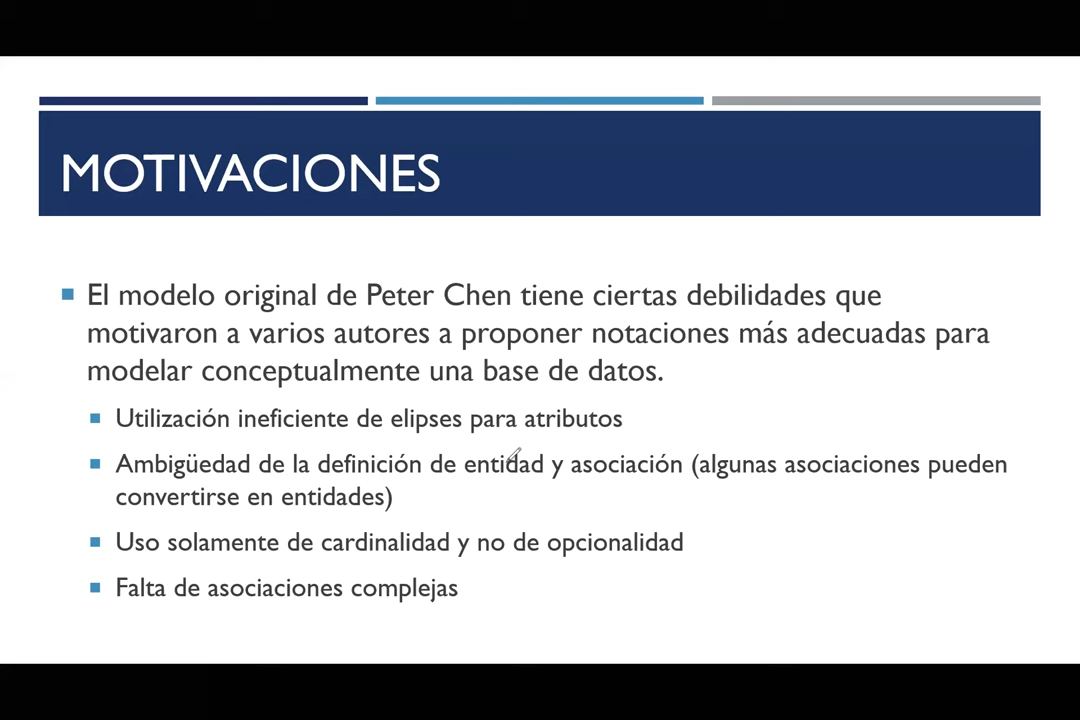 MOTIVACIONES
El modelo original de Peter Chen tiene ciertas debilidades que
motivaron a varios autores a proponer notaciones más adecuadas para
modelar conceptualmente una base de datos.
Utilización ineficiente de elipses para atributos
Ambigüedad de la definición de entidad y asociación (algunas asociaciones pueden
convertirse en entidades)
Uso solamente de cardinalidad y no de opcionalidad
Falta de asociaciones complejas